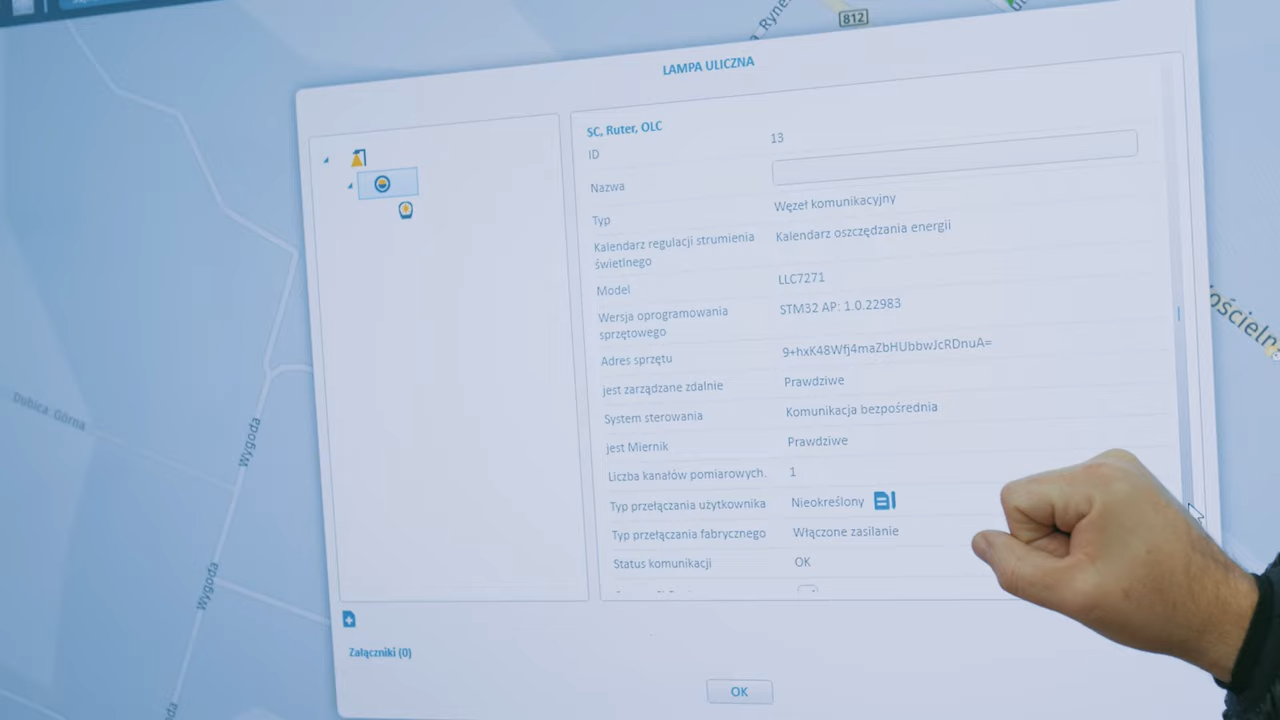 812
a Ryne
LAMPA ULICZNA
SC, Ruter, OLC
ID
13
Nazwa
Typ
Węzeł komunikacyjny
Kalendarz regulacji strumienia
świetlnego
Kalendarz oszczędzania energii
Model
LLC7271
Wersja oprogramowania
sprzętowego
STM32 AP: 1.0.22983
Adres sprzętu
9+hxK48Wfj4maZbHUbbwJcRDnuA=
jest zarządzane zdalnie
Prawdziwe
System sterowania
Komunikacja bezpośrednia
jest Miernik
Prawdziwe
Liczba kanałów pomiarowych.
1
Typ przełączania użytkownika
Nieokreślony
Typ przełączania fabrycznego
Włączone zasilanie
Status komunikacji
OK
Załączniki (0)
OK
Dubica Górna
Wygoda
Wygoda
ościeln